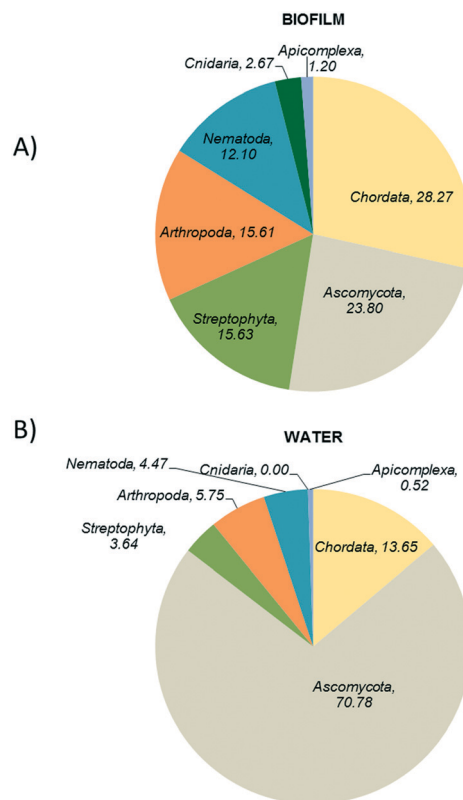 BIOFILM
A)
Apicomplexa,
1.20
Cnidaria, 2.67
Nematoda,
12.10
Chordata, 28.27
Arthropoda, 15.61
Ascomycota,
23.80
Streptophyta,
15.63
B)
WATER
Nematoda, 4.47
Cnidaria, 0.00
Apicomplexa,
0.52
Arthropoda, 5.75
Streptophyta,
3.64
Chordata, 13.65
Ascomycota,
70.78